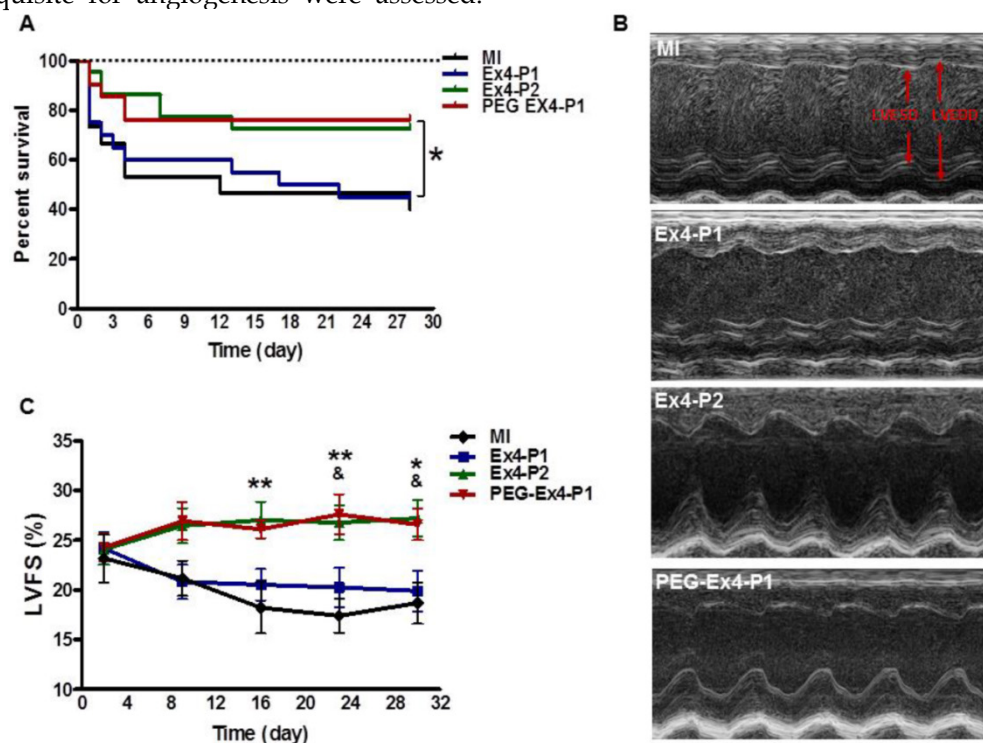 quisite for angiogenesis were assessed.
A
B
100
80
60
40
20
0
Percent survival
0 3 6 9 12 15 18 21 24 27 30
Time (day)
MI
Ex4-P1
Ex4-P2
PEG EX4-P1
*
MI
LVESD LVEDD
Ex4-P1
Ex4-P2
PEG-Ex4-P1
C
35
30
25
20
15
10
LVFS (%)
0 4 8 12 16 20 24 28 32
Time (day)
MI
Ex4-P1
Ex4-P2
PEG-Ex4-P1
** ** *
& &